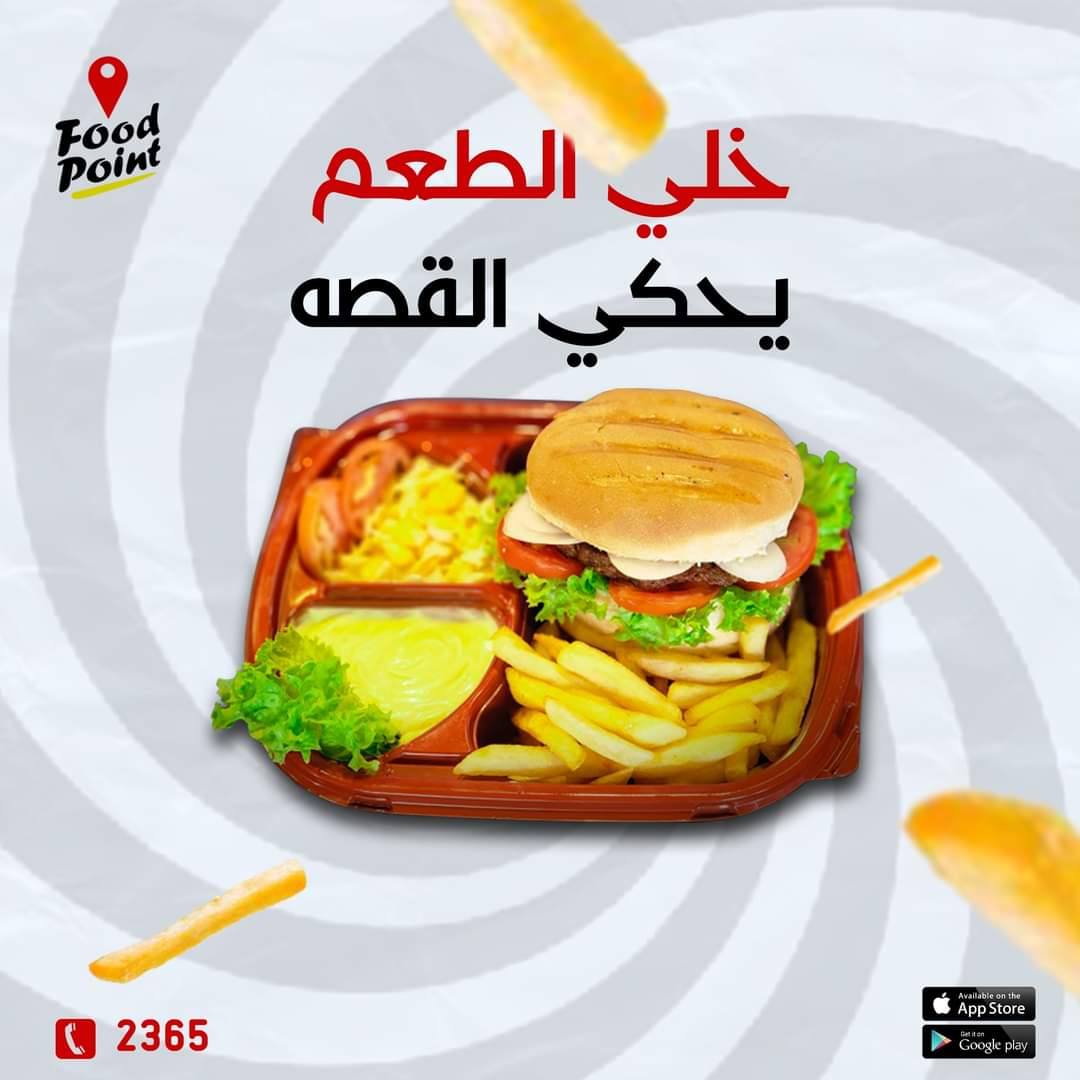 Food
Point
خلي الطعم
يحكي القصه
2365
Available on the
App Store
Get it on
Google play